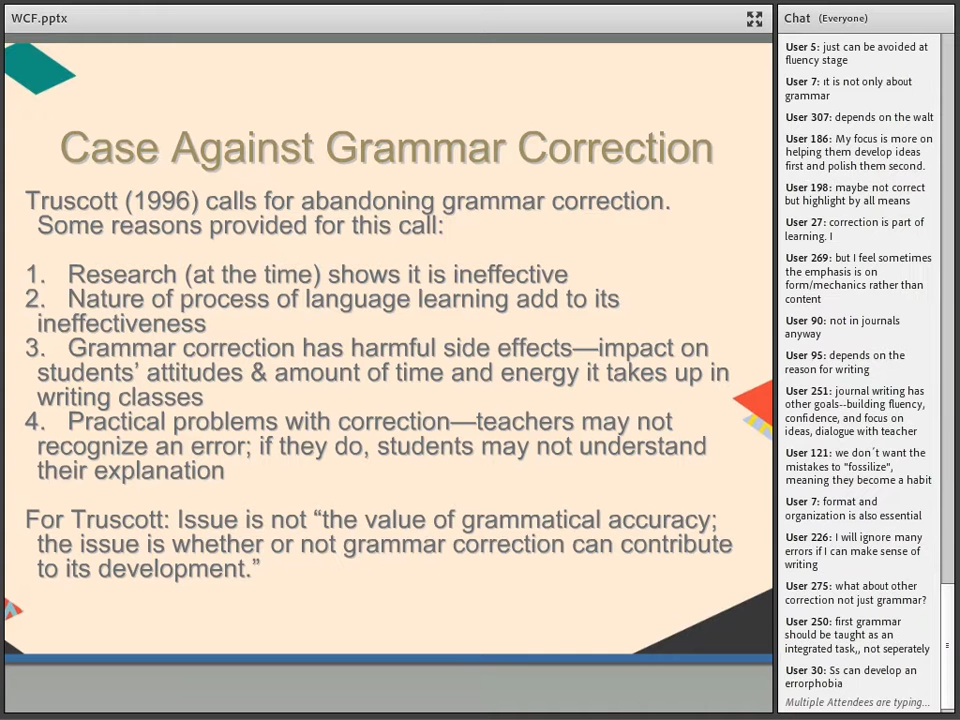 WCF.pptx
Case Against Grammar Correction
Truscott (1996) calls for abandoning grammar correction.
Some reasons provided for this call:
1. Research (at the time) shows it is ineffective
2. Nature of process of language learning add to its
ineffectiveness
3. Grammar correction has harmful side effects—impact on
students’ attitudes & amount of time and energy it takes up in
writing classes
4. Practical problems with correction—teachers may not
recognize an error; if they do, students may not understand
their explanation
For Truscott: Issue is not “the value of grammatical accuracy;
the issue is whether or not grammar correction can contribute
to its development.”
Chat (Everyone)
User 5: just can be avoided at
fluency stage
User 7: ıt is not only about
grammar
User 307: depends on the walt
User 186: My focus is more on
helping them develop ideas
first and polish them second.
User 198: maybe not correct
but highlight by all means
User 27: correction is part of
learning. I
User 269: but I feel sometimes
the emphasis is on
form/mechanics rather than
content
User 90: not in journals
anyway
User 95: depends on the
reason for writing
User 251: journal writing has
other goals--building fluency,
confidence, and focus on
ideas, dialogue with teacher
User 121: we don´t want the
mistakes to "fossilize",
meaning they become a habit
User 7: format and
organization is also essential
User 226: I will ignore many
errors if I can make sense of
writing
User 275: what about other
correction not just grammar?
User 250: first grammar
should be taught as an
integrated task,, not seperately
User 30: Ss can develop an
errorphobia
Multiple Attendees are typing...